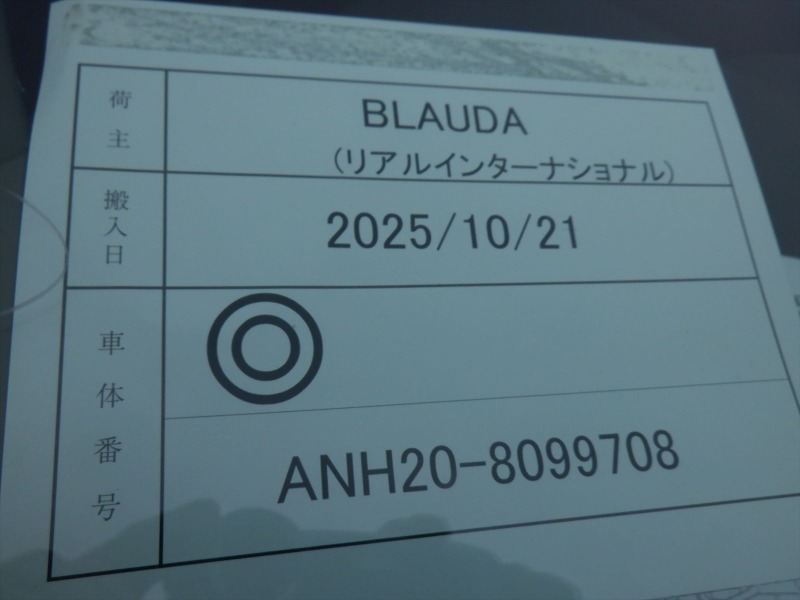 荷主
BLAUDA
(リアルインターナショナル)
搬入日
2025/10/21
車体番号
◎
ANH20-8099708